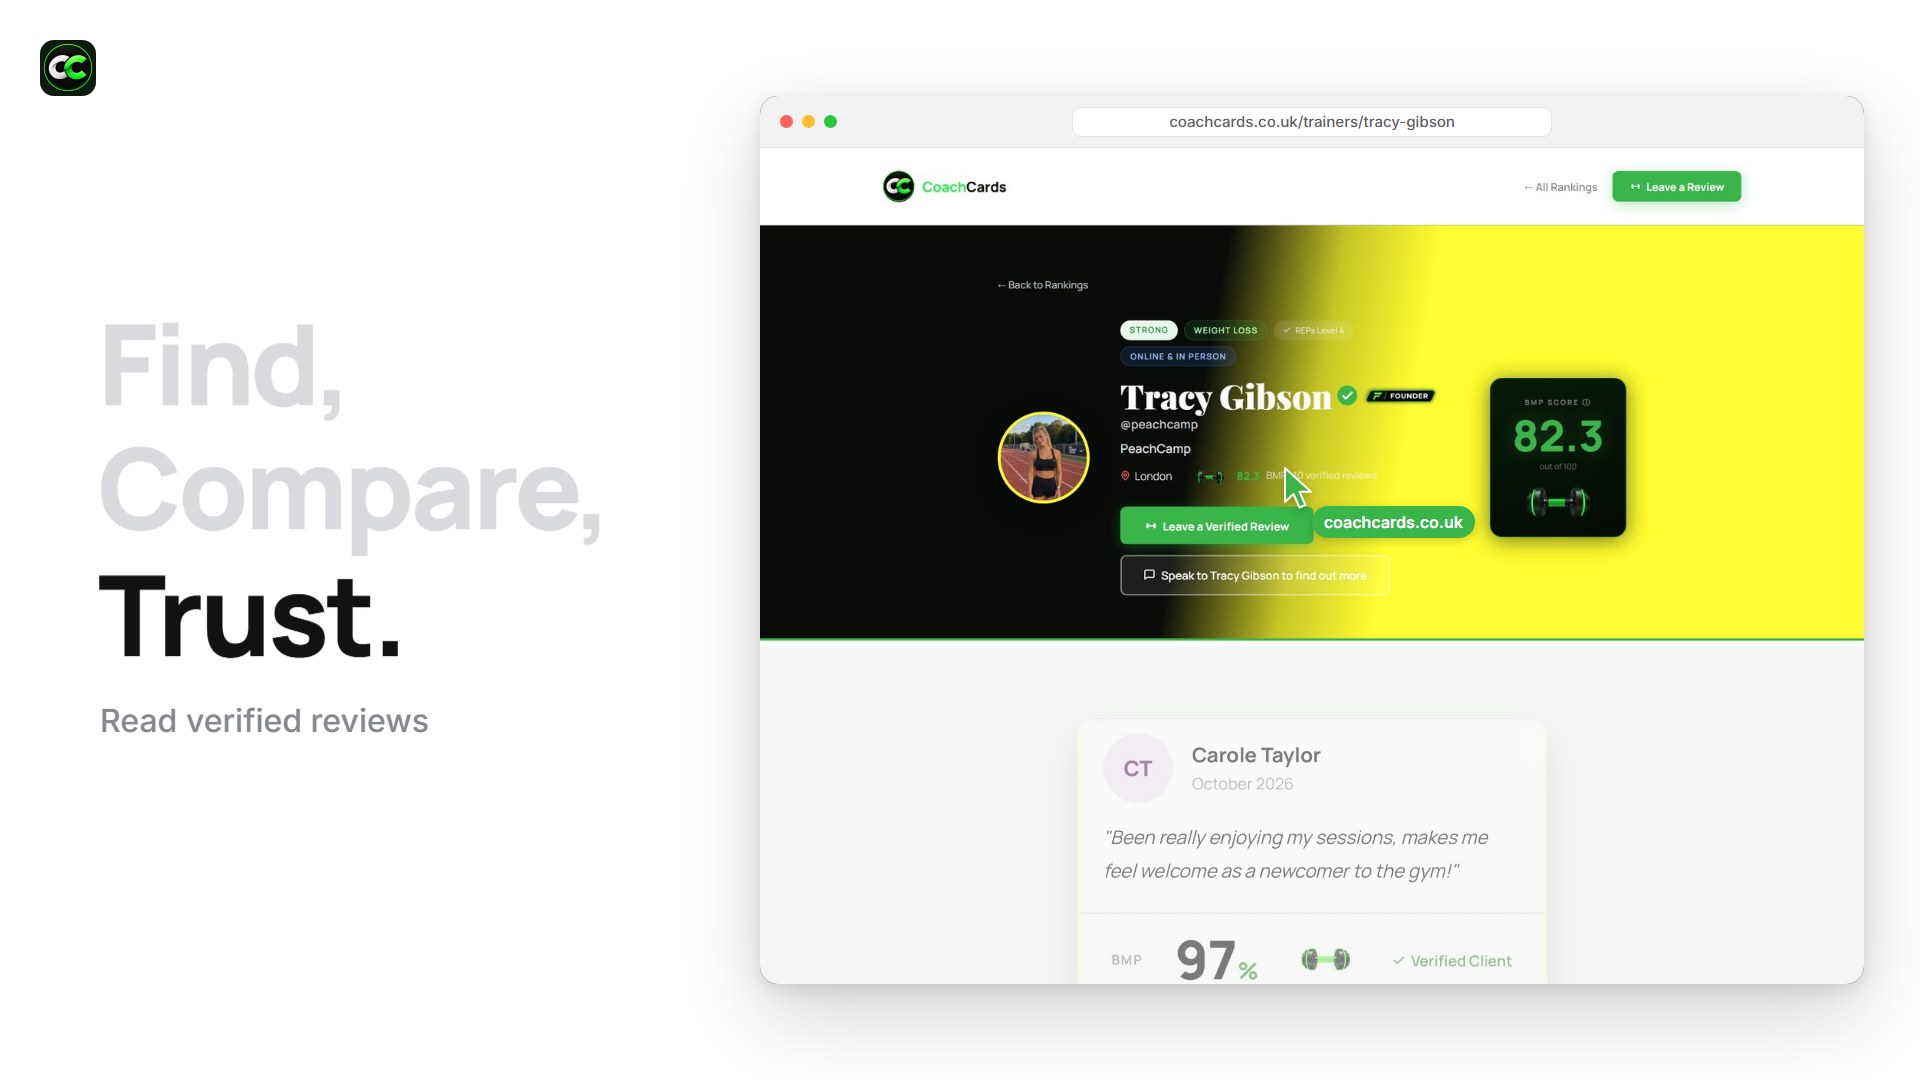 CC
Find,
Compare,
Trust.
Read verified reviews
coachcards.co.uk/trainers/tracy-gibson
CC CoachCards
← All Rankings
Leave a Review
← Back to Rankings
STRONG
WEIGHT LOSS
✓ REPs Level 4
ONLINE & IN PERSON
Tracy Gibson
F / FOUNDER
@peachcamp
PeachCamp
London
82.3 BMP 10 verified reviews
Leave a Verified Review
coachcards.co.uk
Speak to Tracy Gibson to find out more
BMP SCORE
82.3
out of 100
CT
Carole Taylor
October 2026
"Been really enjoying my sessions, makes me
feel welcome as a newcomer to the gym!"
BMP 97% ✓ Verified Client